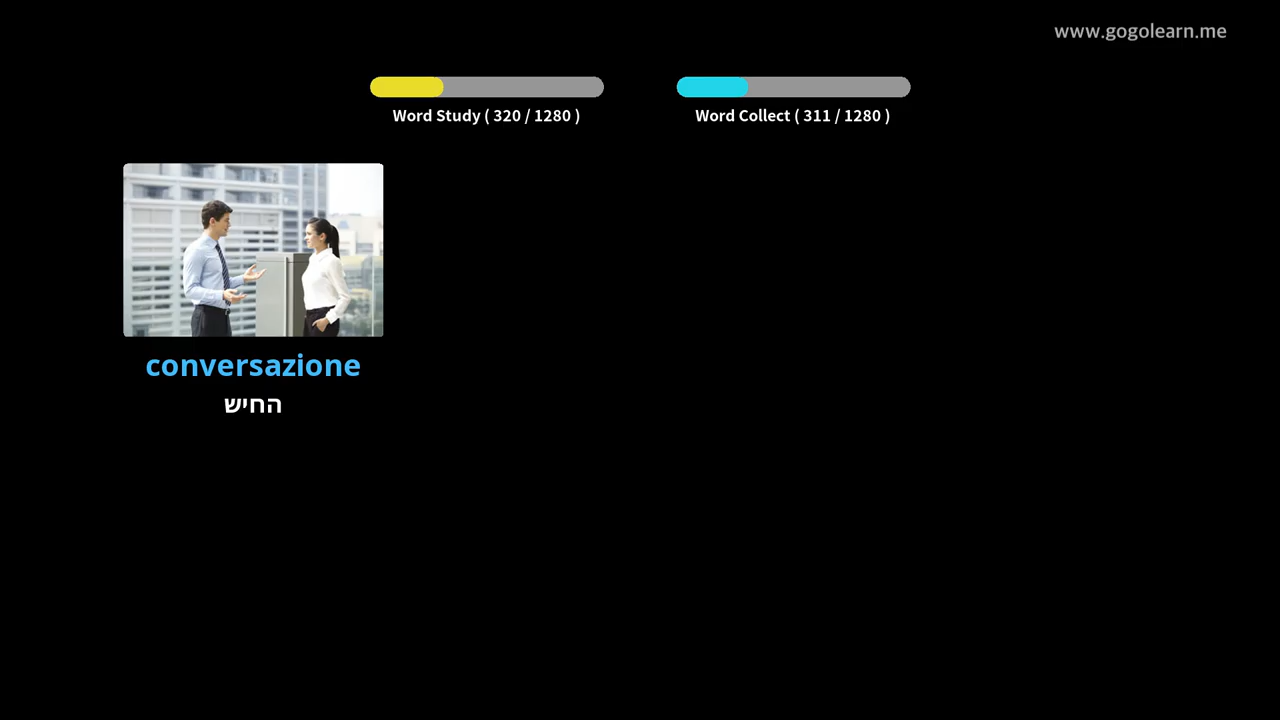 www.gogolearn.me
Word Study ( 320 / 1280 )
Word Collect ( 311 / 1280 )
conversazione
החיש